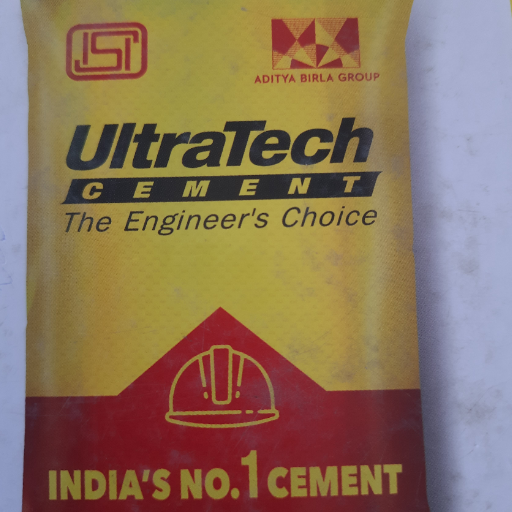 ISI
ADITYA BIRLA GROUP
UltraTech
CEMENT
The Engineer's Choice
INDIA'S NO.1 CEMENT